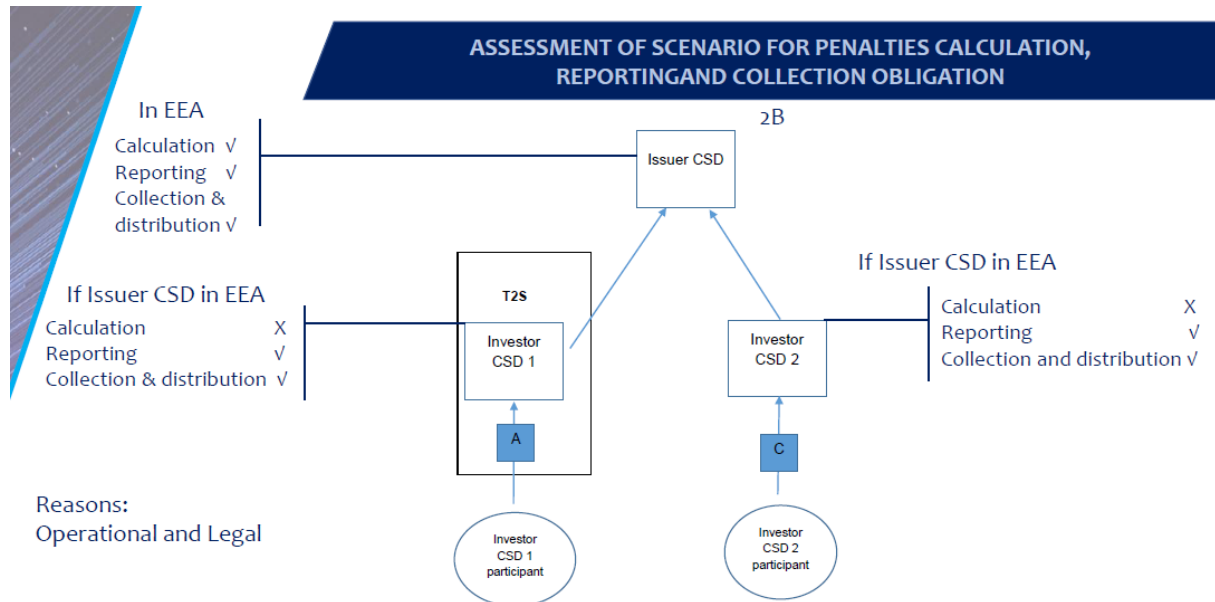 ASSESSMENT OF SCENARIO FOR PENALTIES CALCULATION,
REPORTINGAND COLLECTION OBLIGATION
2B
In EEA
Calculation √
Reporting √
Collection &
distribution √
Issuer CSD
If Issuer CSD in EEA
Calculation X
Reporting √
Collection & distribution √
T2S
Investor
CSD 1
A
Investor
CSD 1
participant
Investor
CSD 2
C
Investor
CSD 2
participant
If Issuer CSD in EEA
Calculation X
Reporting √
Collection and distribution √
Reasons:
Operational and Legal